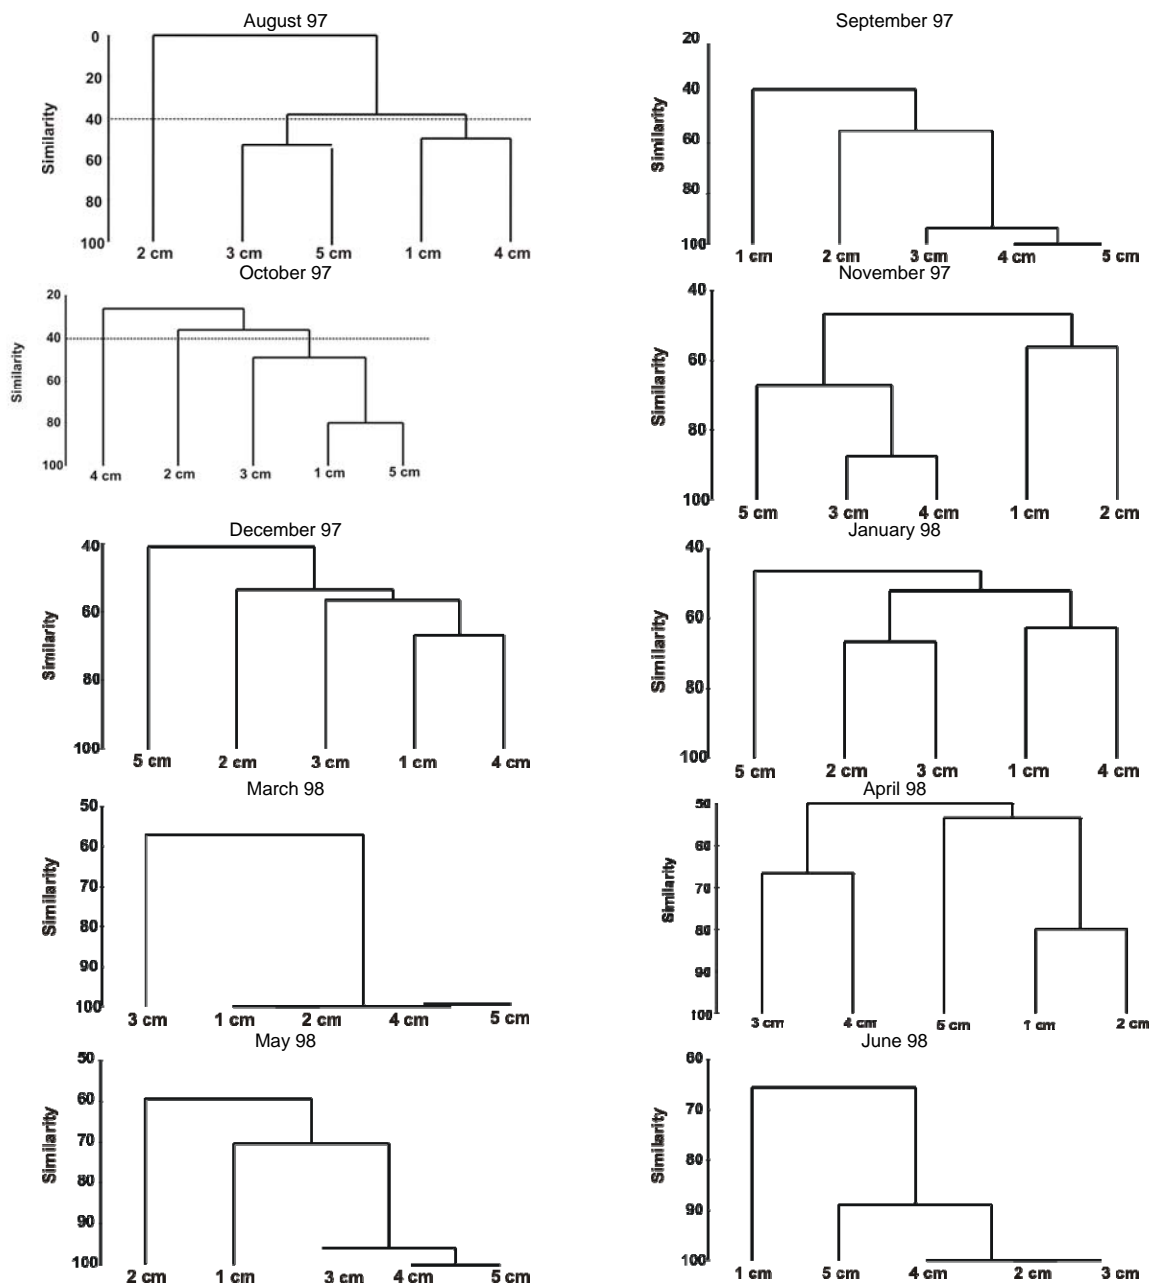 August 97
0
20
40
60
80
100
Similarity
2 cm 3 cm 5 cm 1 cm 4 cm
September 97
20
40
60
80
100
Similarity
1 cm 2 cm 3 cm 4 cm 5 cm
October 97
20
40
60
80
100
Similarity
4 cm 2 cm 3 cm 1 cm 5 cm
November 97
40
60
80
100
Similarity
5 cm 3 cm 4 cm 1 cm 2 cm
December 97
40
60
80
100
Similarity
5 cm 2 cm 3 cm 1 cm 4 cm
January 98
40
60
80
100
Similarity
5 cm 2 cm 3 cm 1 cm 4 cm
March 98
50
60
70
80
90
100
Similarity
3 cm 1 cm 2 cm 4 cm 5 cm
April 98
50
60
70
80
90
100
Similarity
3 cm 4 cm 5 cm 1 cm 2 cm
May 98
50
60
70
80
90
100
Similarity
2 cm 1 cm 3 cm 4 cm 5 cm
June 98
60
70
80
90
100
Similarity
1 cm 5 cm 4 cm 2 cm 3 cm